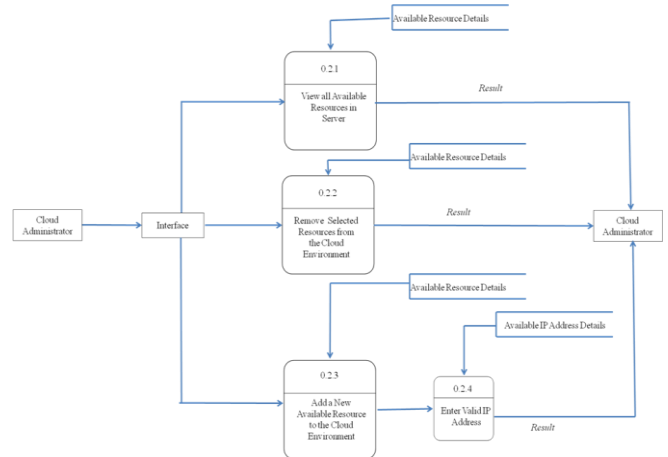 Available Resource Details
0.2.1
View all Available
Resources in
Server
Result
Available Resource Details
0.2.2
Remove Selected
Resources from
the Cloud
Environment
Result
Cloud
Administrator
Interface
Cloud
Administrator
Available Resource Details
Available IP Address Details
0.2.3
Add a New
Available Resource
to the Cloud
Environment
0.2.4
Enter Valid IP
Address
Result